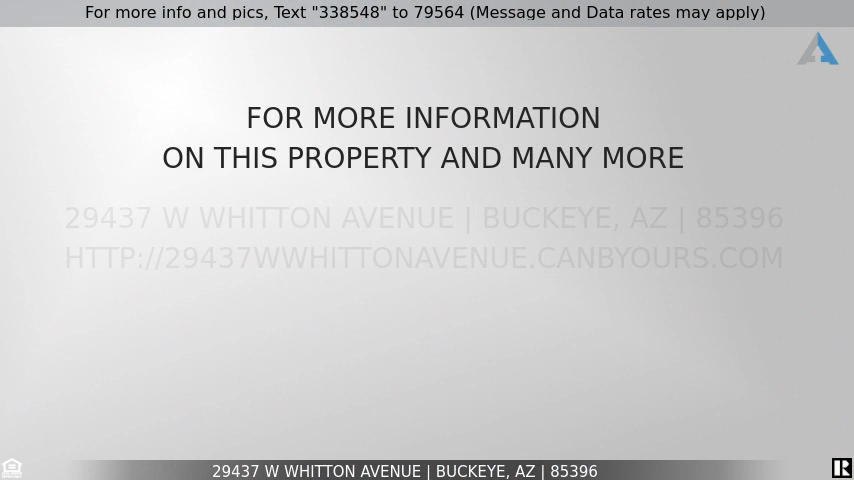 For more info and pics, Text "338548" to 79564 (Message and Data rates may apply)
FOR MORE INFORMATION
ON THIS PROPERTY AND MANY MORE
29437 W WHITTON AVENUE | BUCKEYE, AZ | 85396
HTTP://29437WWHITTONAVENUE.CANBYOURS.COM
29437 W WHITTON AVENUE | BUCKEYE, AZ | 85396